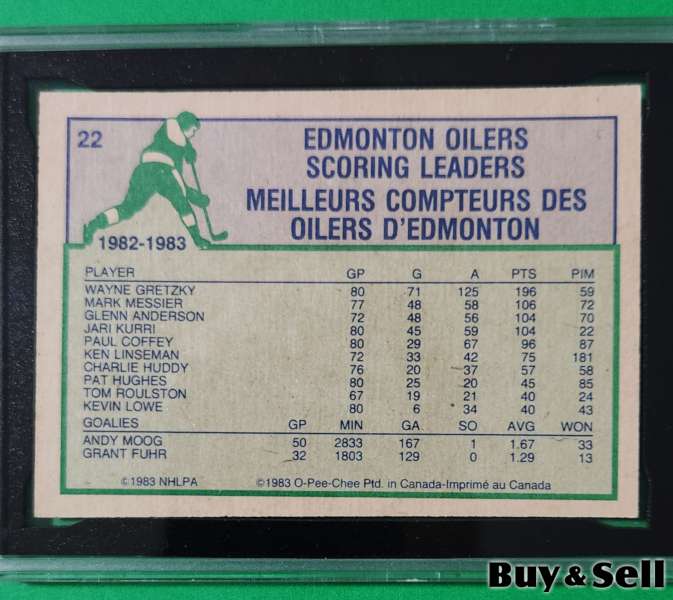 22
EDMONTON OILERS
SCORING LEADERS
MEILLEURS COMPTEURS DES
OILERS D'EDMONTON
1982-1983
PLAYER GP G A PTS PIM
WAYNE GRETZKY 80 71 125 196 59
MARK MESSIER 77 48 58 106 72
GLENN ANDERSON 72 48 56 104 70
JARI KURRI 80 45 59 104 22
PAUL COFFEY 80 29 67 96 87
KEN LINSEMAN 72 33 42 75 181
CHARLIE HUDDY 76 20 37 57 58
PAT HUGHES 80 25 20 45 85
TOM ROULSTON 67 19 21 40 24
KEVIN LOWE 80 6 34 40 43
GOALIES GP MIN GA SO AVG WON
ANDY MOOG 50 2833 167 1 1.67 33
GRANT FUHR 32 1803 129 0 1.29 13
©1983 NHLPA ©1983 O-Pee-Chee Ptd. in Canada-Imprimé au Canada
Buy & Sell